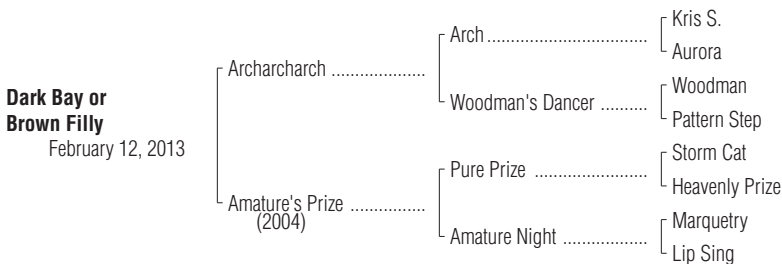 Kris S.
Arch ..........................................
Aurora
Archarcharch .....................
Woodman
Woodman's Dancer ..........
Pattern Step
Dark Bay or
Brown Filly
February 12, 2013
Storm Cat
Pure Prize ..............................
Heavenly Prize
Amature's Prize .................
(2004)
Marquetry
Amature Night ......................
Lip Sing